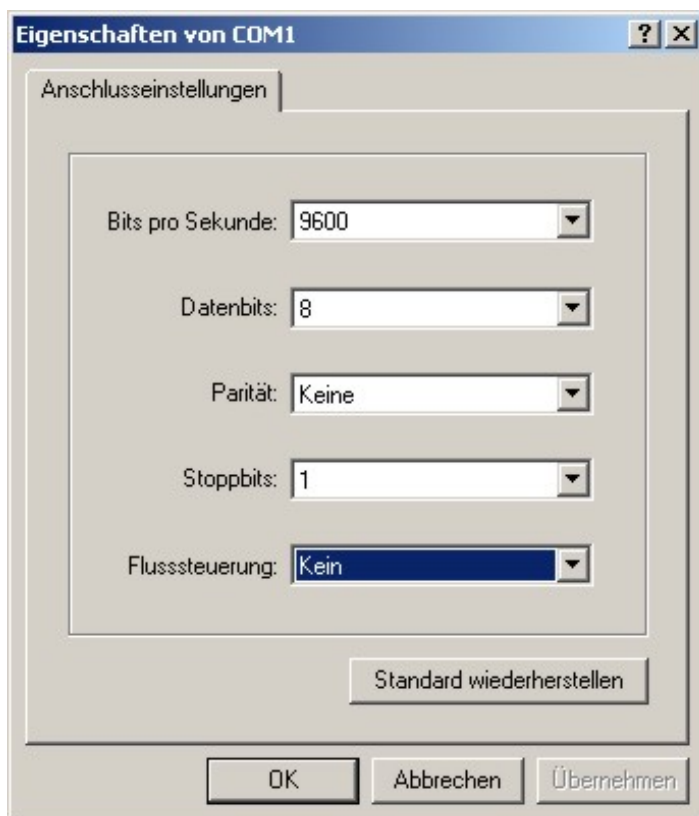 Eigenschaften von COM1
Anschlusseinstellungen
Bits pro Sekunde: 9600
Datenbits: 8
Parität: Keine
Stoppbits: 1
Flusssteuerung: Kein
Standard wiederherstellen
OK Abbrechen Übernehmen